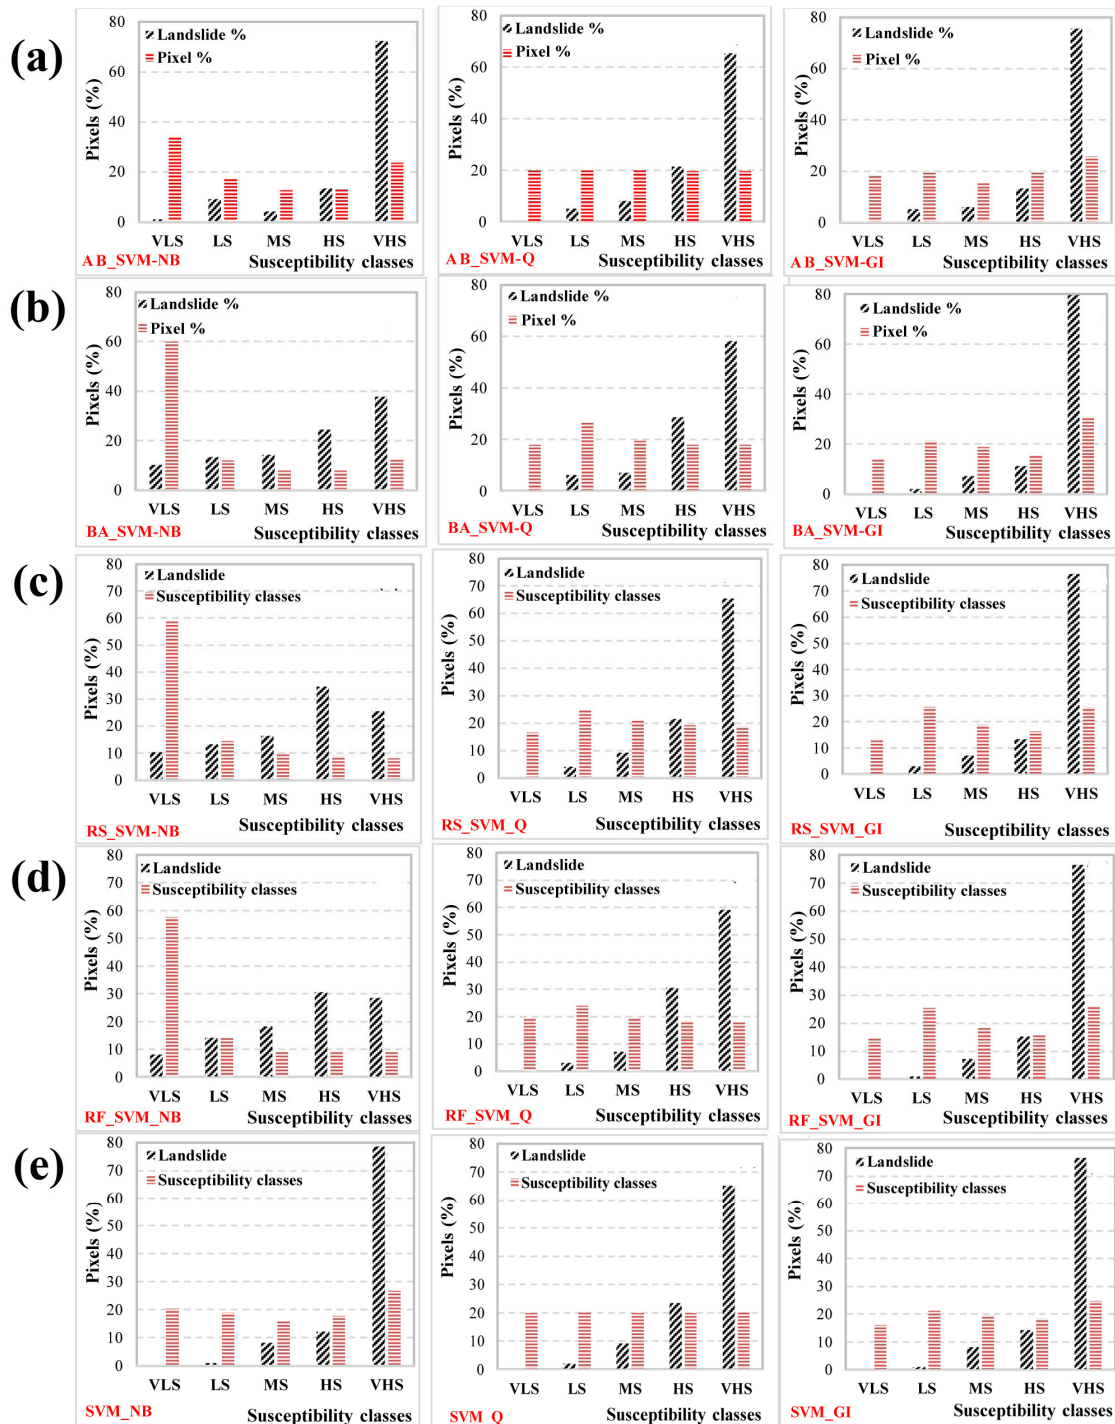 (a)
Pixels (%)
80
60
40
20
0
Landslide %
Pixel %
VLS LS MS HS VHS
AB_SVM-NB
Susceptibility classes
Pixels (%)
80
60
40
20
0
Landslide %
Pixel %
VLS LS MS HS VHS
AB_SVM-Q
Susceptibility classes
Pixels (%)
80
60
40
20
0
Landslide %
Pixel %
VLS LS MS HS VHS
AB_SVM-GI
Susceptibility classes
(b)
Pixels (%)
80
60
40
20
0
Landslide %
Pixel %
VLS LS MS HS VHS
BA_SVM-NB
Susceptibility classes
Pixels (%)
80
60
40
20
0
Landslide %
Pixel %
VLS LS MS HS VHS
BA_SVM-Q
Susceptibility classes
Pixels (%)
80
60
40
20
0
Landslide %
Pixel %
VLS LS MS HS VHS
BA_SVM-GI
Susceptibility classes
(c)
Pixels (%)
80
70
60
50
40
30
20
10
0
Landslide
Susceptibility classes
VLS LS MS HS VHS
RS_SVM-NB
Susceptibility classes
Pixels (%)
80
70
60
50
40
30
20
10
0
Landslide
Susceptibility classes
VLS LS MS HS VHS
RS_SVM_Q
Susceptibility classes
Pixels (%)
80
70
60
50
40
30
20
10
0
Landslide
Susceptibility classes
VLS LS MS HS VHS
RS_SVM_GI
Susceptibility classes
(d)
Pixels (%)
80
70
60
50
40
30
20
10
0
Landslide
Susceptibility classes
VLS LS MS HS VHS
RF_SVM_NB
Susceptibility classes
Pixels (%)
80
70
60
50
40
30
20
10
0
Landslide
Susceptibility classes
VLS LS MS HS VHS
RF_SVM_Q
Susceptibility classes
Pixels (%)
80
70
60
50
40
30
20
10
0
Landslide
Susceptibility classes
VLS LS MS HS VHS
RF_SVM_GI
Susceptibility classes
(e)
Pixels (%)
80
70
60
50
40
30
20
10
0
Landslide
Susceptibility classes
VLS LS MS HS VHS
SVM_NB
Susceptibility classes
Pixels (%)
80
70
60
50
40
30
20
10
0
Landslide
Susceptibility classes
VLS LS MS HS VHS
SVM_Q
Susceptibility classes
Pixels (%)
80
70
60
50
40
30
20
10
0
Landslide
Susceptibility classes
VLS LS MS HS VHS
SVM_GI
Susceptibility classes